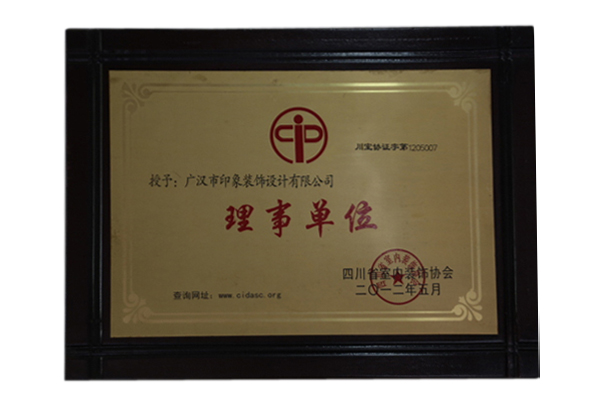 CID
川室协证字第1205007
授予：广汉市印象装饰设计有限公司
理事单位
四川省室内装饰协会
二〇一二年五月
查询网址：www.cidasc.org